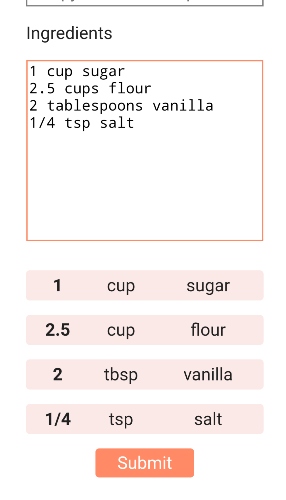 Ingredients
1 cup sugar
2.5 cups flour
2 tablespoons vanilla
1/4 tsp salt
1 cup sugar
2.5 cup flour
2 tbsp vanilla
1/4 tsp salt
Submit